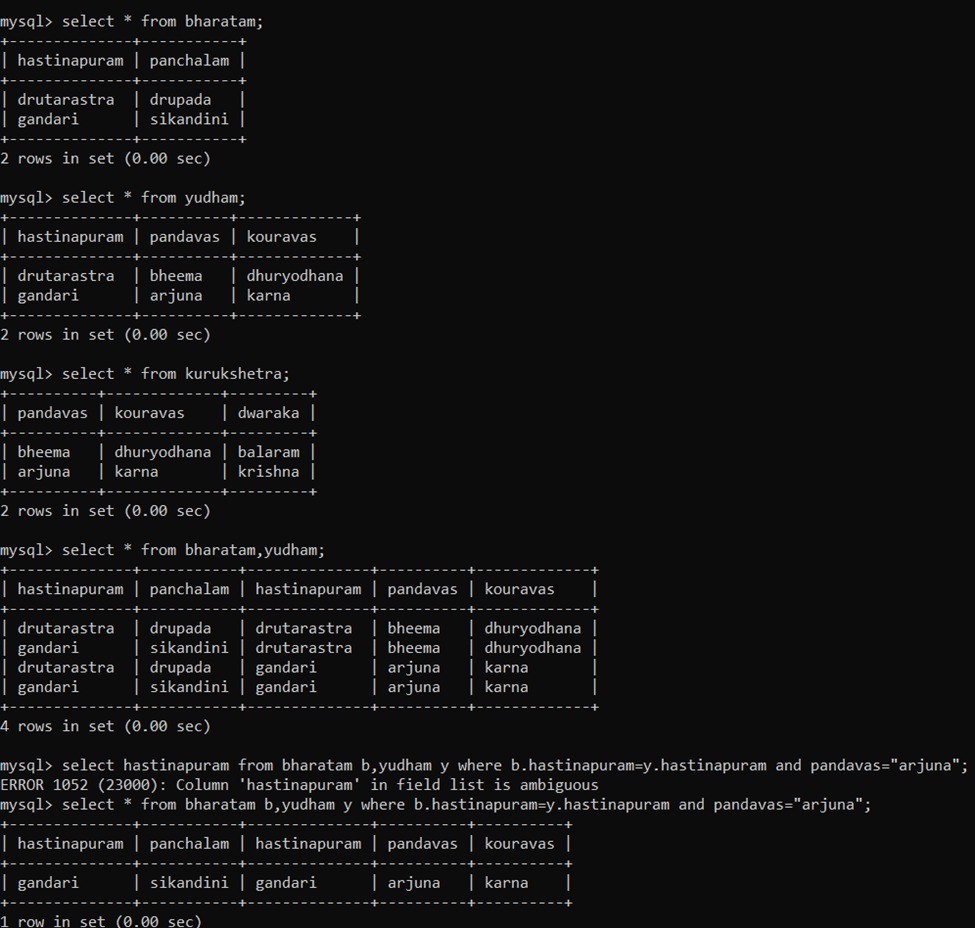 mysql> select * from bharatam;
+--------------+-----------+
| hastinapuram | panchalam |
+--------------+-----------+
| drutarastra  | drupada   |
| gandari      | sikandini |
+--------------+-----------+
2 rows in set (0.00 sec)
mysql> select * from yudham;
+--------------+----------+-------------+
| hastinapuram | pandavas | kouravas    |
+--------------+----------+-------------+
| drutarastra  | bheema   | dhuryodhana |
| gandari      | arjuna   | karna       |
+--------------+----------+-------------+
2 rows in set (0.00 sec)
mysql> select * from kurukshetra;
+----------+-------------+---------+
| pandavas | kouravas    | dwaraka |
+----------+-------------+---------+
| bheema   | dhuryodhana | balaram |
| arjuna   | karna       | krishna |
+----------+-------------+---------+
2 rows in set (0.00 sec)
mysql> select * from bharatam,yudham;
+--------------+-----------+--------------+----------+-------------+
| hastinapuram | panchalam | hastinapuram | pandavas | kouravas    |
+--------------+-----------+--------------+----------+-------------+
| drutarastra  | drupada   | drutarastra  | bheema   | dhuryodhana |
| gandari      | sikandini | drutarastra  | bheema   | dhuryodhana |
| drutarastra  | drupada   | gandari      | arjuna   | karna       |
| gandari      | sikandini | gandari      | arjuna   | karna       |
+--------------+-----------+--------------+----------+-------------+
4 rows in set (0.00 sec)
mysql> select hastinapuram from bharatam b,yudham y where b.hastinapuram=y.hastinapuram and pandavas="arjuna";
ERROR 1052 (23000): Column 'hastinapuram' in field list is ambiguous
mysql> select * from bharatam b,yudham y where b.hastinapuram=y.hastinapuram and pandavas="arjuna";
+--------------+-----------+--------------+----------+----------+
| hastinapuram | panchalam | hastinapuram | pandavas | kouravas |
+--------------+-----------+--------------+----------+----------+
| gandari      | sikandini | gandari      | arjuna   | karna    |
+--------------+-----------+--------------+----------+----------+
1 row in set (0.00 sec)